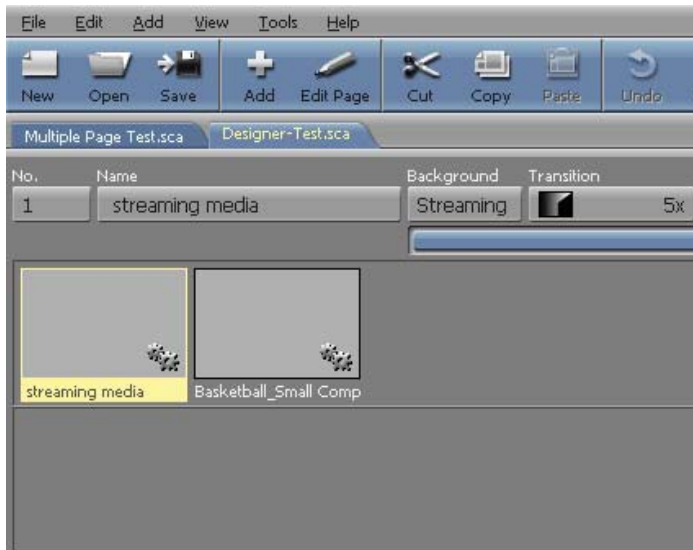 File Edit Add View Tools Help
New Open Save Add Edit Page Cut Copy Paste Undo
Multiple Page Test.sca Designer-Test.sca
No. Name Background Transition
1 streaming media Streaming 5x
streaming media Basketball_Small Comp